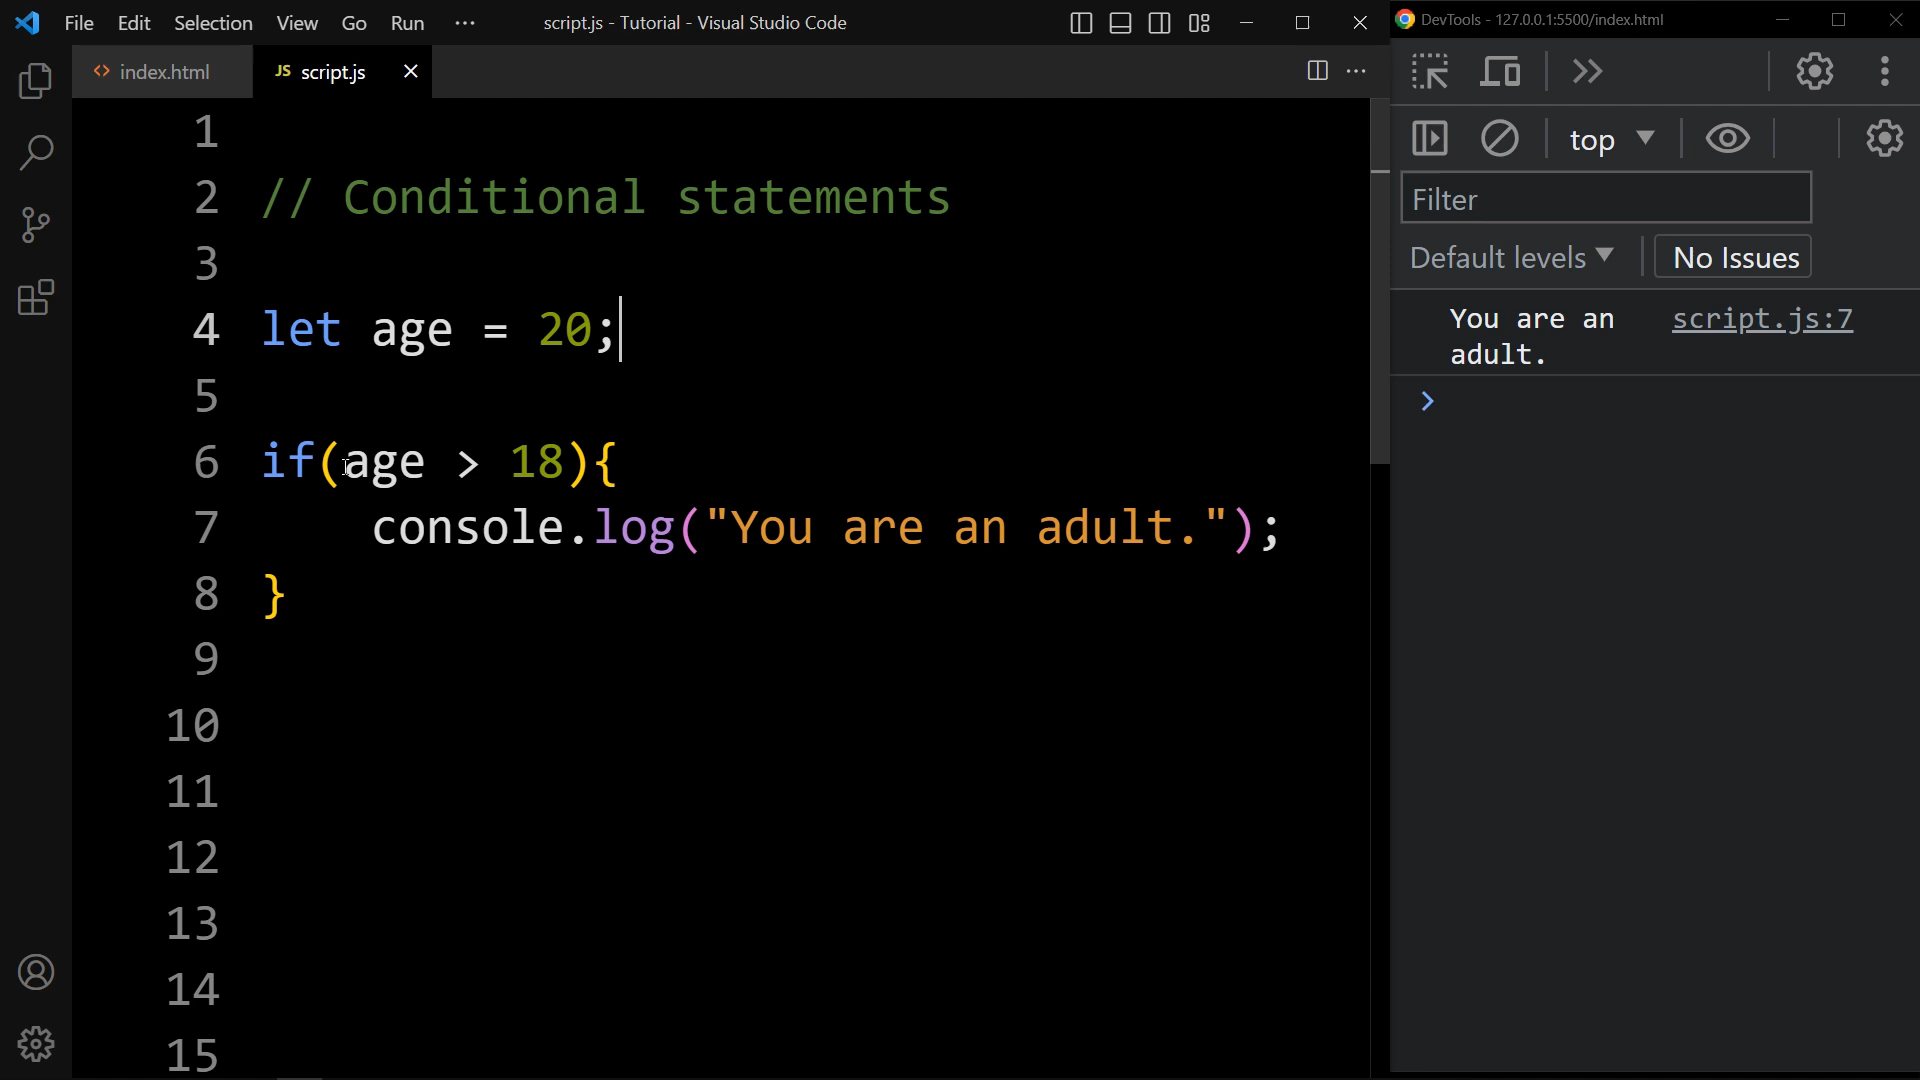 File Edit Selection View Go Run ··· script.js - Tutorial - Visual Studio Code
DevTools - 127.0.0.1:5500/index.html
<> index.html JS script.js
1
2 // Conditional statements
3
4 let age = 20;
5
6 if(age > 18){
7 console.log("You are an adult.");
8 }
9
10
11
12
13
14
15
top
Filter
Default levels No Issues
You are an script.js:7
adult.